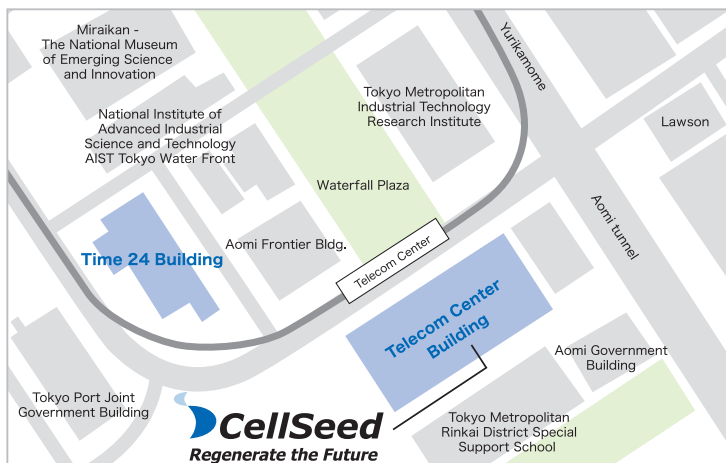 Miraikan -
The National Museum
of Emerging Science
and Innovation
Yurikamome
National Institute of
Advanced Industrial
Science and Technology
AIST Tokyo Water Front
Tokyo Metropolitan
Industrial Technology
Research Institute
Lawson
Waterfall Plaza
Aomi tunnel
Time 24 Building
Aomi Frontier Bldg.
Telecom Center
Telecom Center
Building
Aomi Government
Building
Tokyo Port Joint
Government Building
CellSeed
Regenerate the Future
Tokyo Metropolitan
Rinkai District Special
Support School